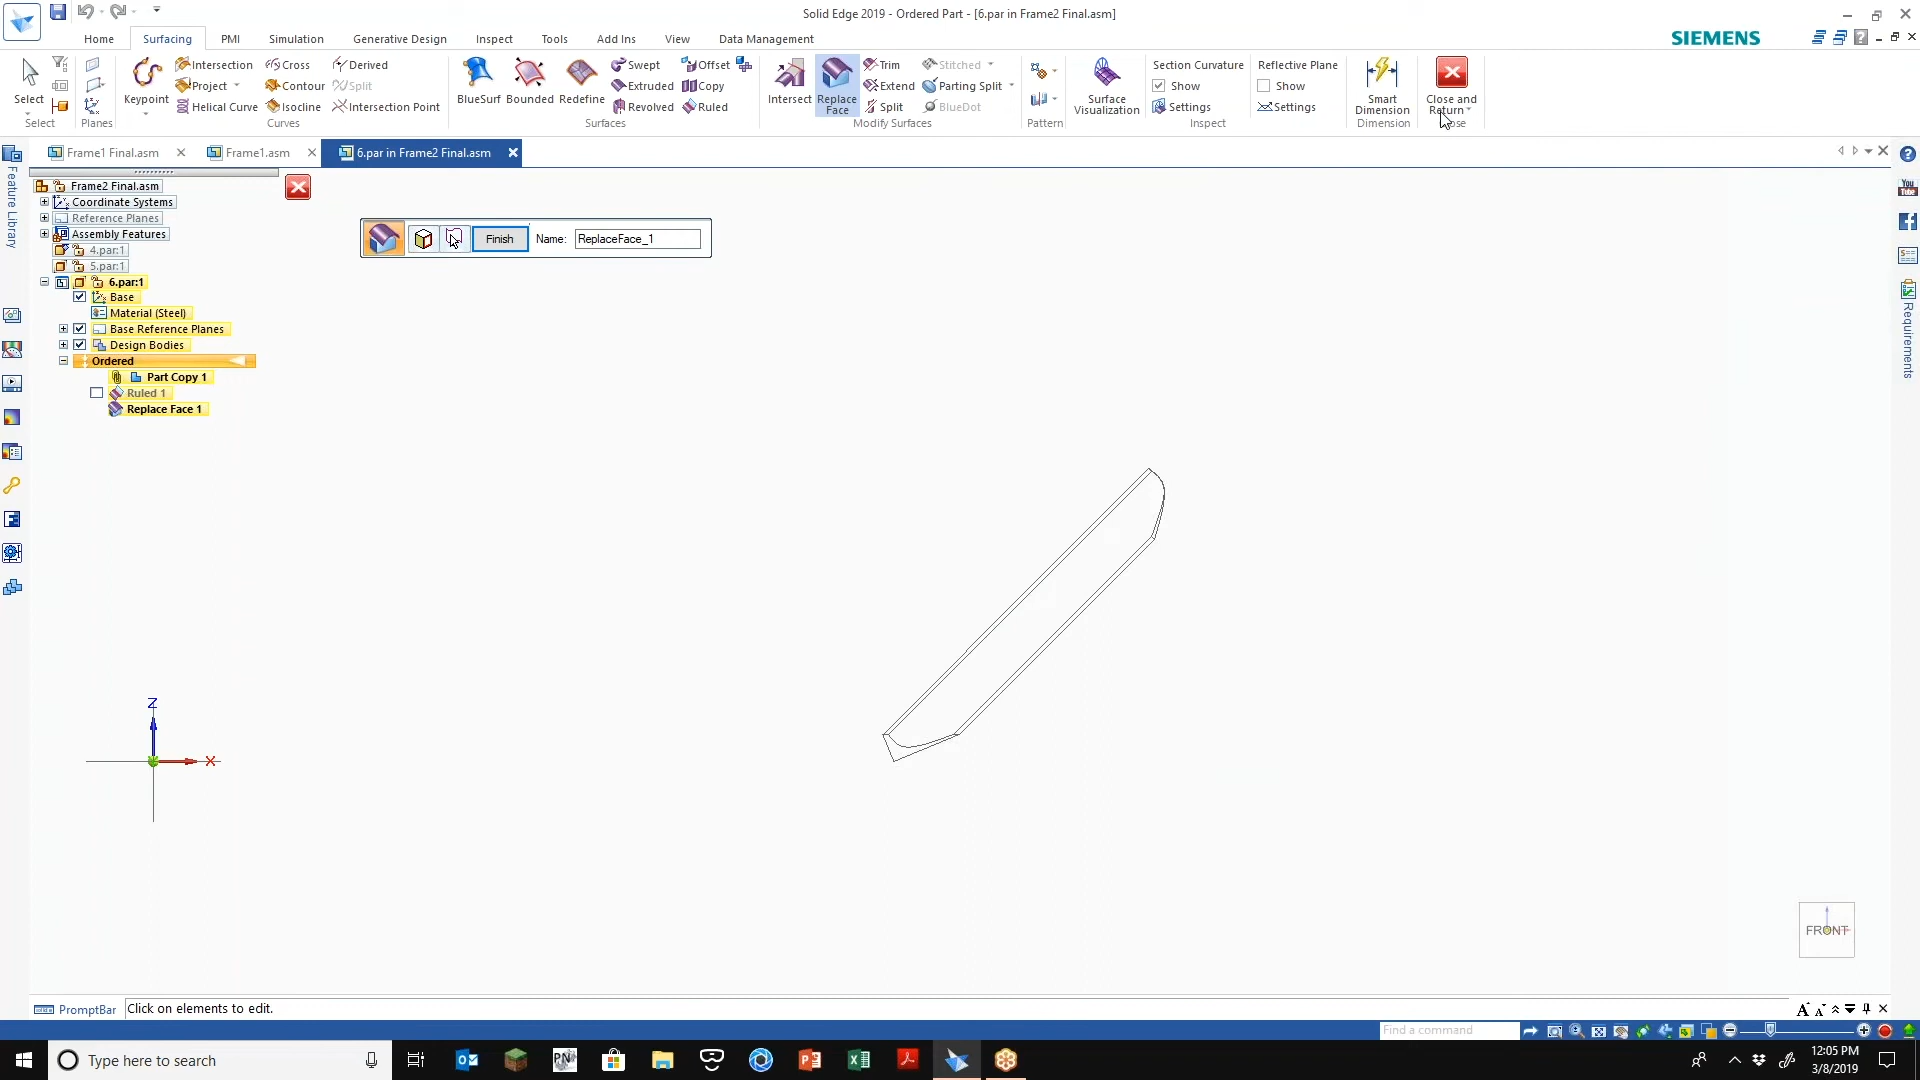 Solid Edge 2019 - Ordered Part - [6.par in Frame2 Final.asm]
Home Surfacing PMI Simulation Generative Design Inspect Tools Add Ins View Data Management
SIEMENS
Select
Select
Planes
Keypoint
Intersection
Project
Helical Curve
Cross
Contour
Isocline
Derived
Split
Intersection Point
Curves
BlueSurf
Bounded
Redefine
Swept
Extruded
Revolved
Offset
Copy
Ruled
Surfaces
Intersect
Replace
Face
Trim
Extend
Split
Stitched
Parting Split
BlueDot
Modify Surfaces
Pattern
Surface
Visualization
Section Curvature
Show
Settings
Inspect
Reflective Plane
Show
Settings
Smart
Dimension
Dimension
Close and
Return
Frame1 Final.asm
Frame1.asm
6.par in Frame2 Final.asm
Feature Library
Frame2 Final.asm
Coordinate Systems
Reference Planes
Assembly Features
4.par:1
5.par:1
6.par:1
Base
Material (Steel)
Base Reference Planes
Design Bodies
Ordered
Part Copy 1
Ruled 1
Replace Face 1
Finish
Name: ReplaceFace_1
You
Tube
Requirements
Z
X
FRONT
PromptBar Click on elements to edit.
Find a command
Type here to search
12:05 PM
3/8/2019